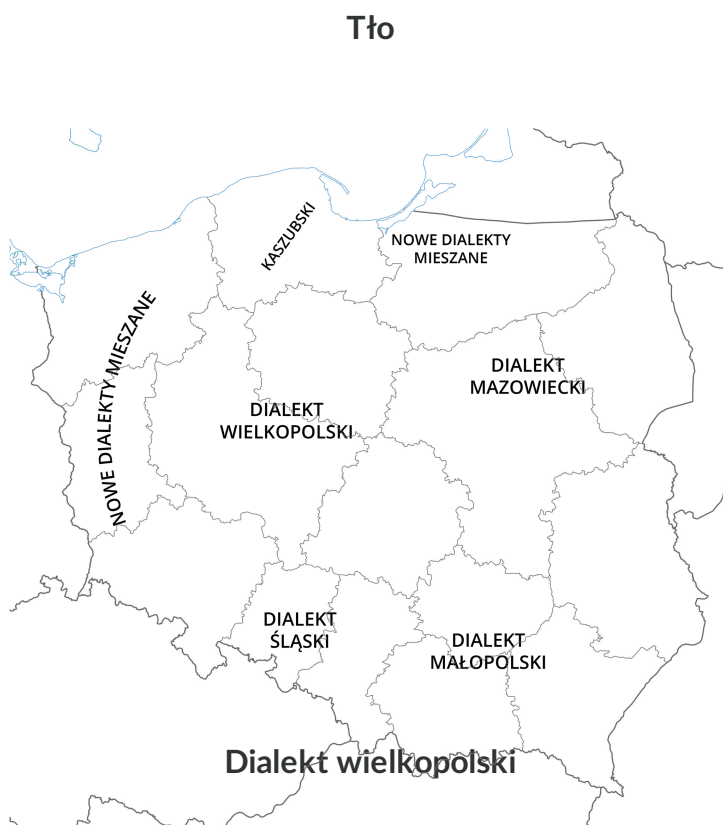 Tło
KASZUBSKI
NOWE DIALEKTY
MIESZANE
NOWE DIALEKTY MIESZANE
DIALEKT
MAZOWIECKI
DIALEKT
WIELKOPOLSKI
DIALEKT
ŚLĄSKI
DIALEKT
MAŁOPOLSKI
Dialekt wielkopolski